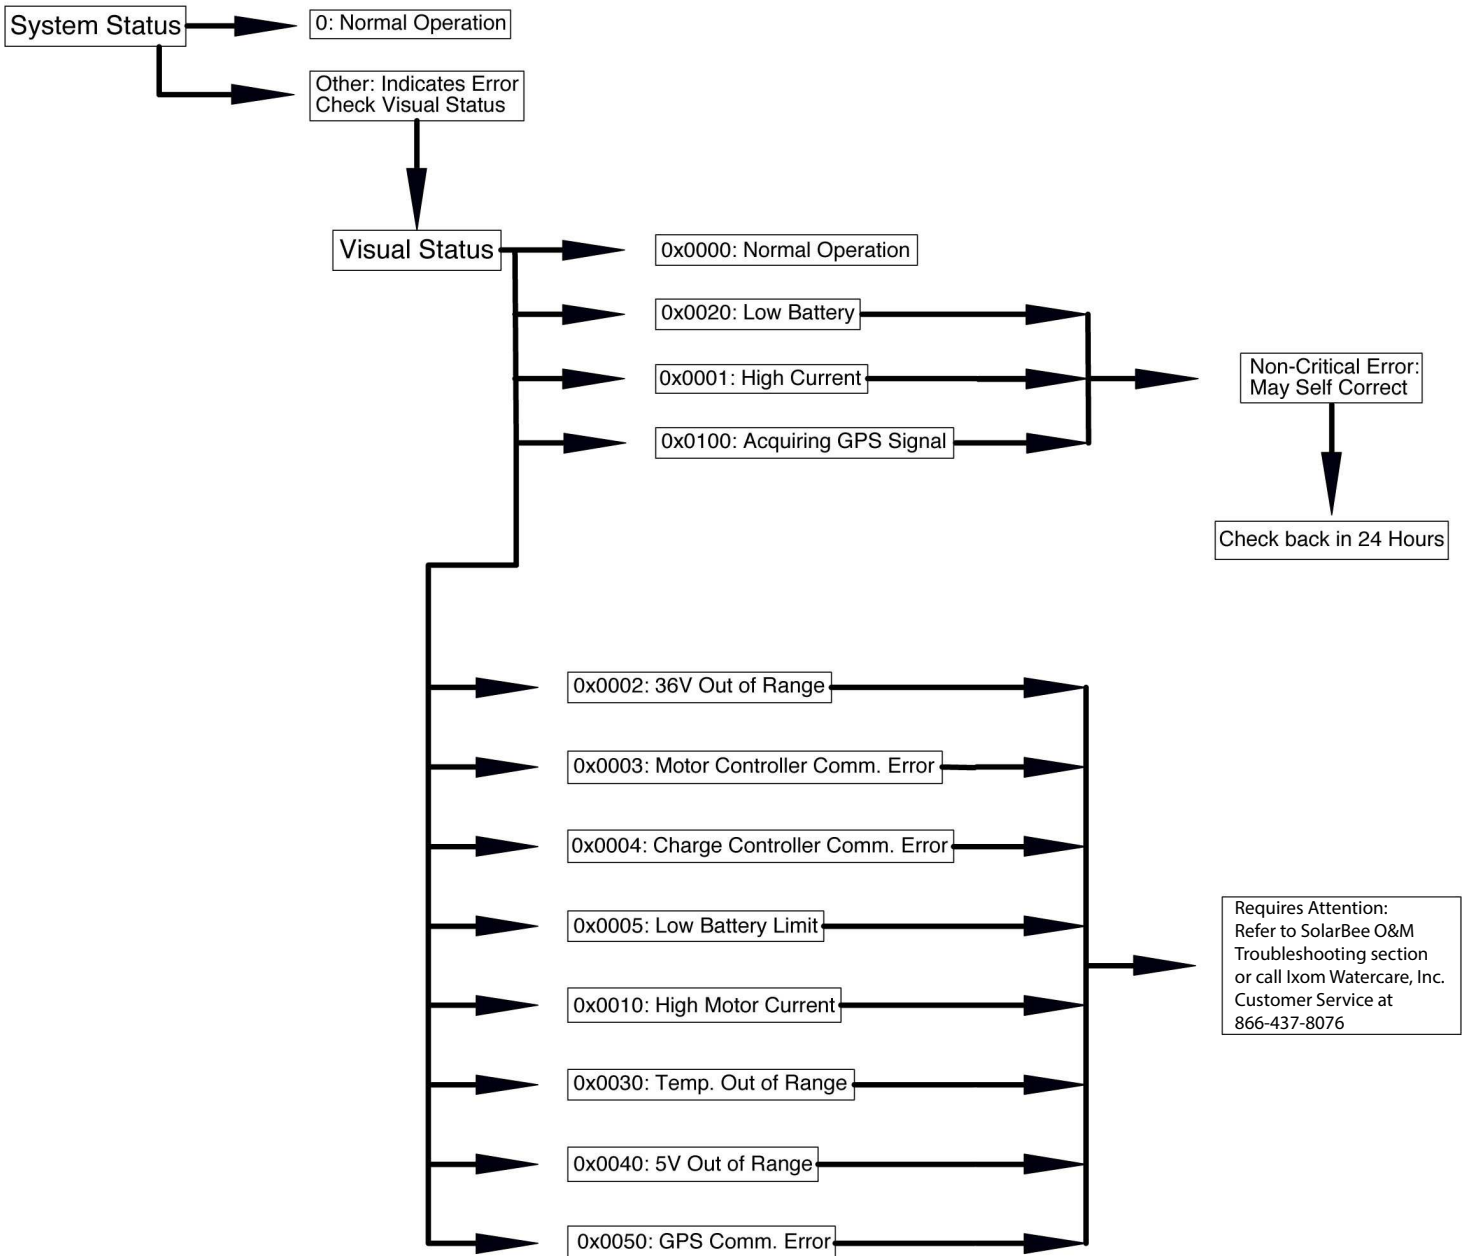 System Status
0: Normal Operation
Other: Indicates Error
Check Visual Status
Visual Status
0x0000: Normal Operation
0x0020: Low Battery
0x0001: High Current
0x0100: Acquiring GPS Signal
Non-Critical Error:
May Self Correct
Check back in 24 Hours
0x0002: 36V Out of Range
0x0003: Motor Controller Comm. Error
0x0004: Charge Controller Comm. Error
0x0005: Low Battery Limit
0x0010: High Motor Current
0x0030: Temp. Out of Range
0x0040: 5V Out of Range
0x0050: GPS Comm. Error
Requires Attention:
Refer to SolarBee O&M
Troubleshooting section
or call Ixom Watercare, Inc.
Customer Service at
866-437-8076